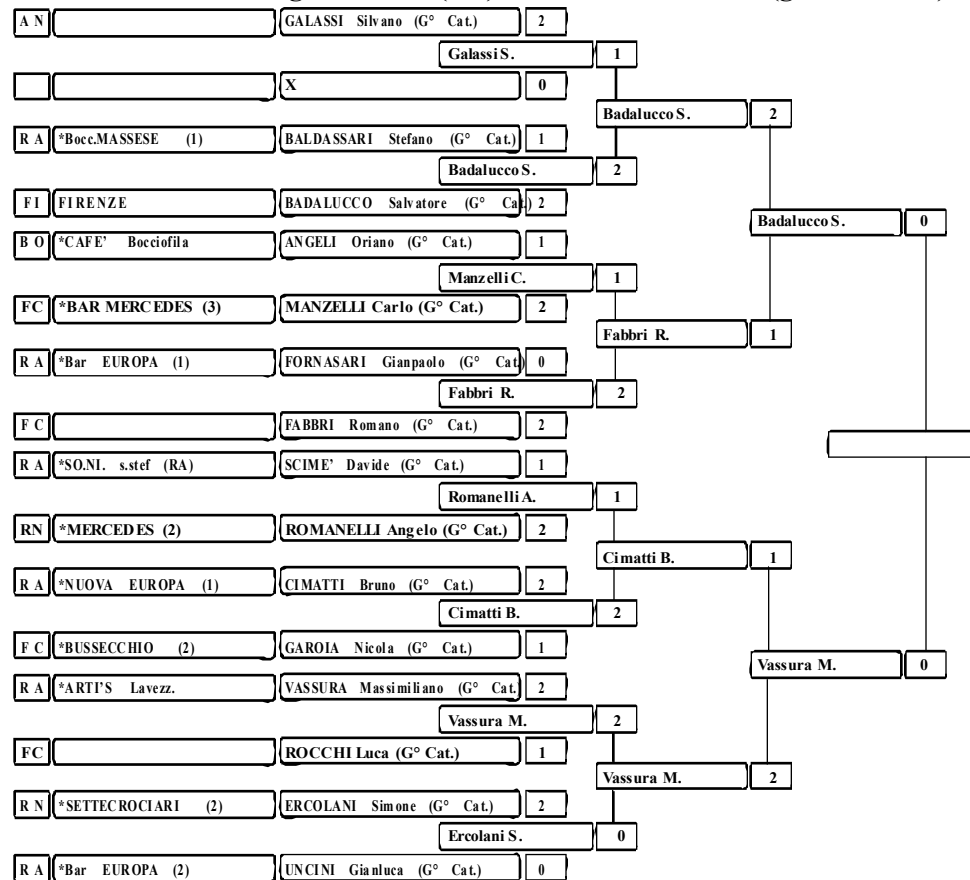 A N GALASSI Silvano (G° Cat.) 2
Galassi S. 1
X 0
Badalucco S. 2
R A *Bocc.MASSESE (1) BALDASSARI Stefano (G° Cat.) 1
Badalucco S. 2
F I FIRENZE BADALUCCO Salvatore (G° Cat.) 2
Badalucco S. 0
B O *CAFE' Bocciofila ANGELI Oriano (G° Cat.) 1
Manzelli C. 1
FC *BAR MERCEDES (3) MANZELLI Carlo (G° Cat.) 2
Fabbri R. 1
R A *Bar EUROPA (1) FORNASARI Gianpaolo (G° Cat.) 0
Fabbri R. 2
F C FABBRI Romano (G° Cat.) 2
R A *SO.NI. s.stef (RA) SCIME' Davide (G° Cat.) 1
Romanelli A. 1
RN *MERCEDES (2) ROMANELLI Angelo (G° Cat.) 2
Cimatti B. 1
R A *NUOVA EUROPA (1) CIMATTI Bruno (G° Cat.) 2
Cimatti B. 2
F C *BUSSECCHIO (2) GAROIA Nicola (G° Cat.) 1
Vassura M. 0
R A *ARTI'S Lavezz. VASSURA Massimiliano (G° Cat.) 2
Vassura M. 2
FC ROCCHI Luca (G° Cat.) 1
Vassura M. 2
R N *SETTECROCIARI (2) ERCOLANI Simone (G° Cat.) 2
Ercolani S. 0
R A *Bar EUROPA (2) UNCINI Gianluca (G° Cat.) 0